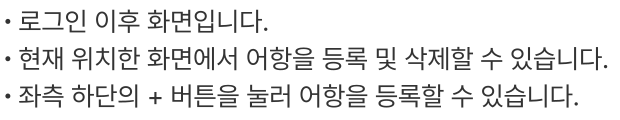 • 로그인 이후 화면입니다.
• 현재 위치한 화면에서 어항을 등록 및 삭제할 수 있습니다.
• 좌측 하단의 + 버튼을 눌러 어항을 등록할 수 있습니다.